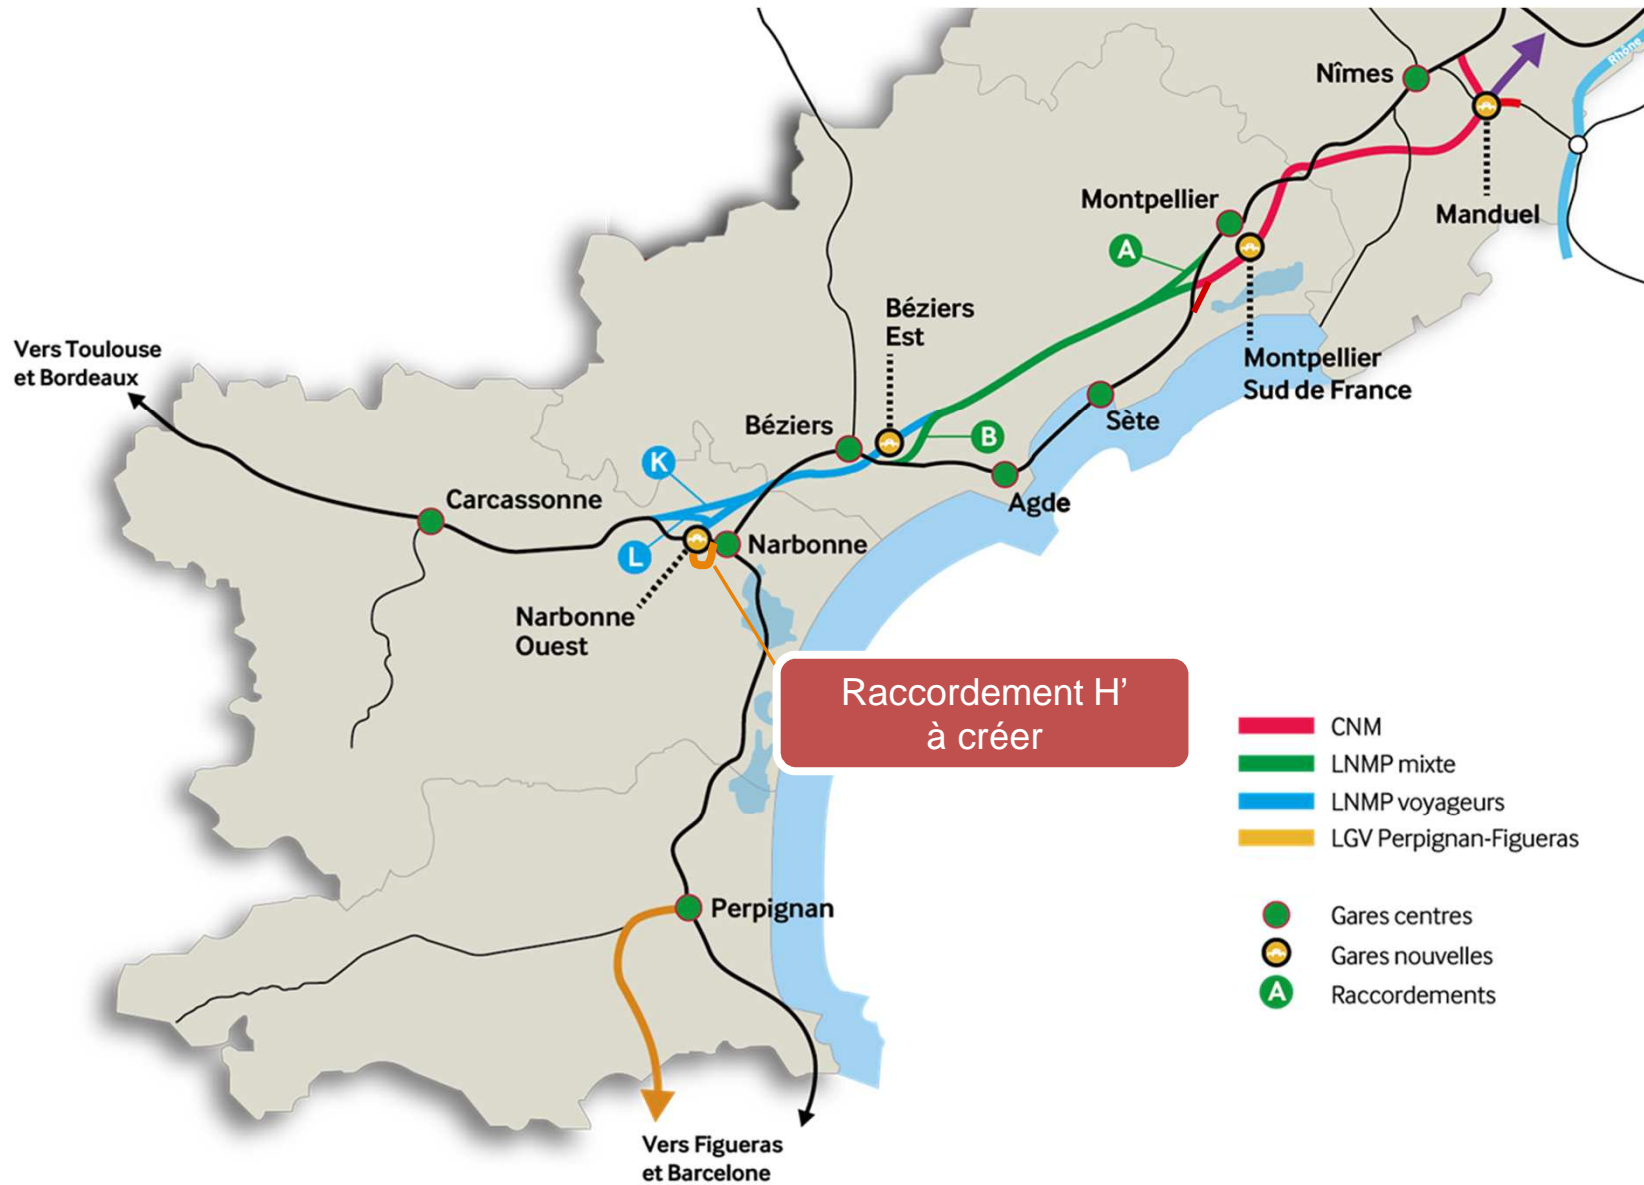 Rhône
Nîmes
Manduel
Montpellier
A
Montpellier
Sud de France
Béziers
Est
Vers Toulouse
et Bordeaux
Sète
Béziers
B
Agde
K
Carcassonne
L
Narbonne
Narbonne
Ouest
Raccordement H’
à créer
CNM
LNMP mixte
LNMP voyageurs
LGV Perpignan-Figueras
Perpignan
Gares centres
Gares nouvelles
A
Raccordements
Vers Figueras
et Barcelone